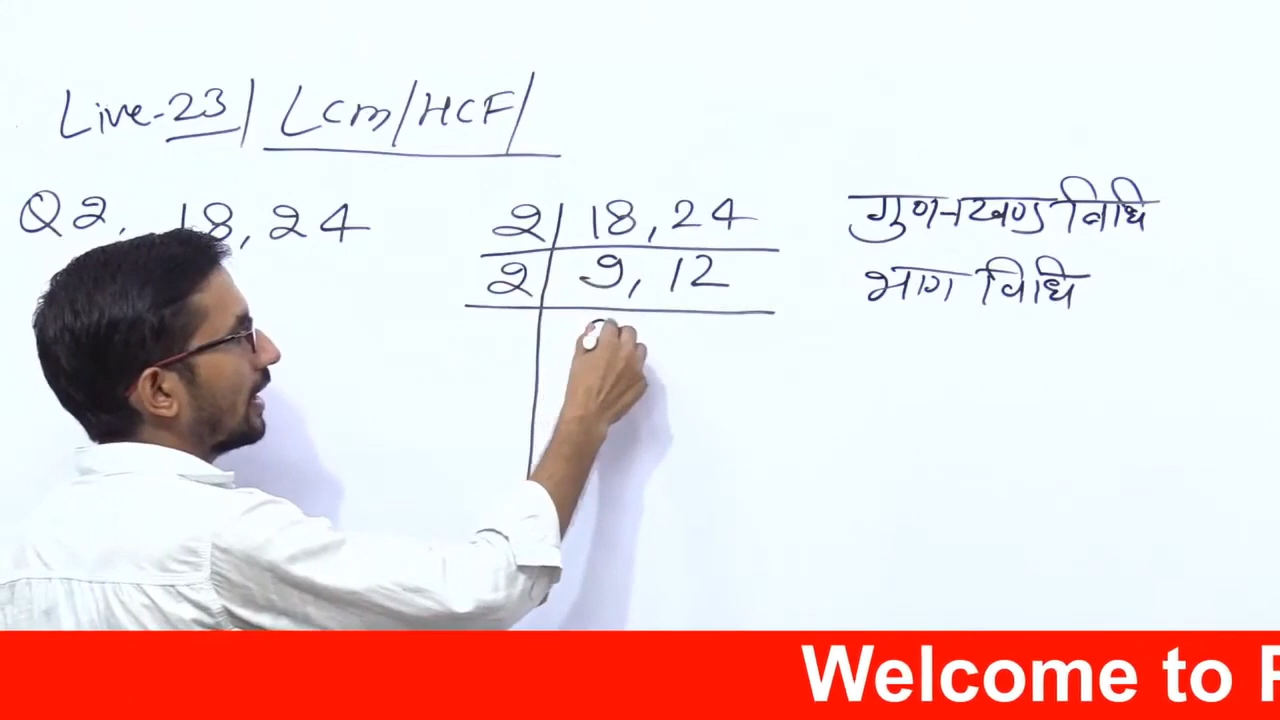 Live-23/ LCM/HCF/
Q2, 18, 24
2 18, 24
2 9, 12
गुणनखण्ड विधि
भाग विधि
Welcome to